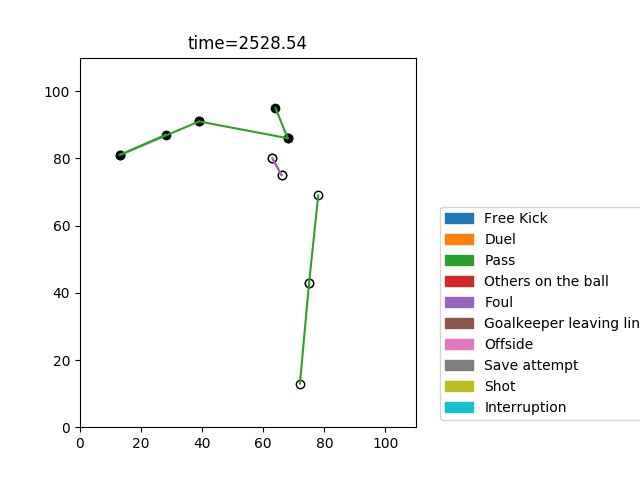 time=2528.54
100
80
60
40
20
0
0 20 40 60 80 100
Free Kick
Duel
Pass
Others on the ball
Foul
Goalkeeper leaving lin
Offside
Save attempt
Shot
Interruption